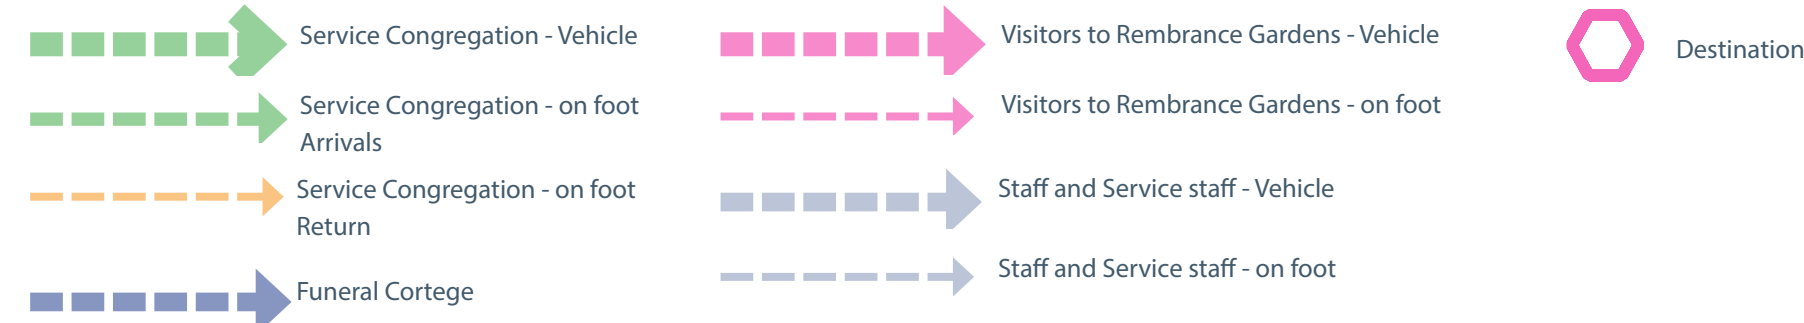 Service Congregation - Vehicle
Service Congregation - on foot
Arrivals
Service Congregation - on foot
Return
Funeral Cortege
Visitors to Rembrance Gardens - Vehicle
Visitors to Rembrance Gardens - on foot
Staff and Service staff - Vehicle
Staff and Service staff - on foot
Destination